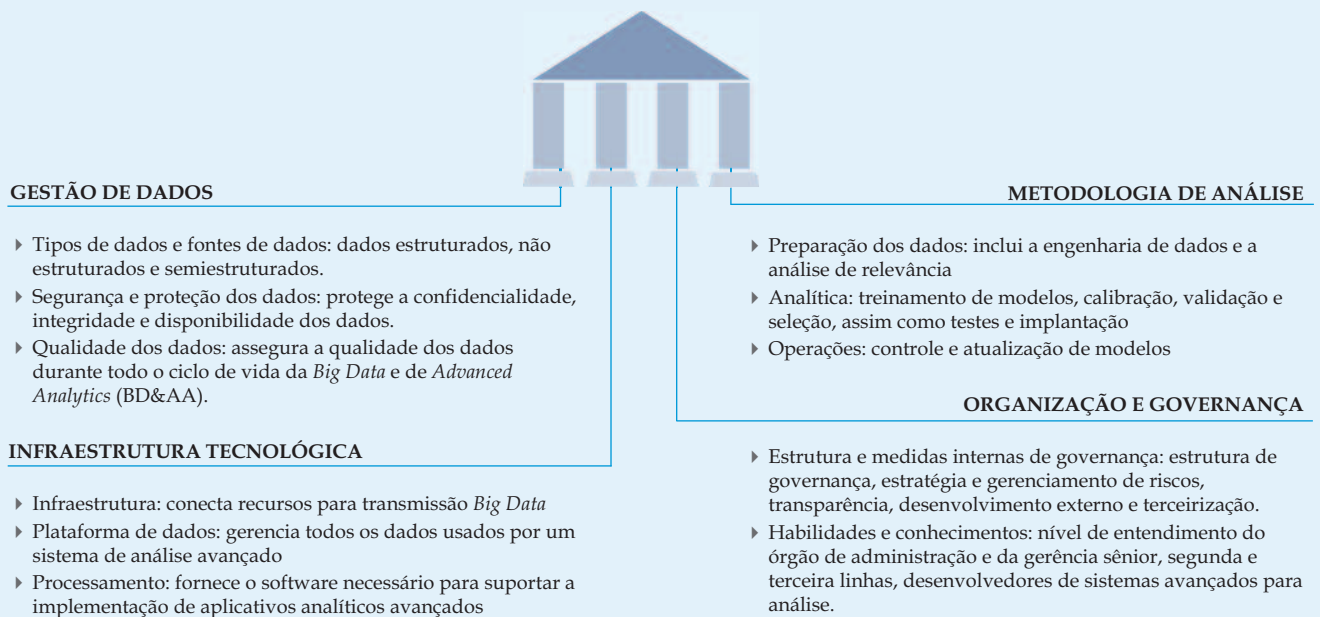 GESTÃO DE DADOS
▸ Tipos de dados e fontes de dados: dados estruturados, não
estruturados e semiestruturados.
▸ Segurança e proteção dos dados: protege a confidencialidade,
integridade e disponibilidade dos dados.
▸ Qualidade dos dados: assegura a qualidade dos dados
durante todo o ciclo de vida da Big Data e de Advanced
Analytics (BD&AA).
INFRAESTRUTURA TECNOLÓGICA
▸ Infraestrutura: conecta recursos para transmissão Big Data
▸ Plataforma de dados: gerencia todos os dados usados por um
sistema de análise avançado
▸ Processamento: fornece o software necessário para suportar a
implementação de aplicativos analíticos avançados
METODOLOGIA DE ANÁLISE
▸ Preparação dos dados: inclui a engenharia de dados e a
análise de relevância
▸ Analítica: treinamento de modelos, calibração, validação e
seleção, assim como testes e implantação
▸ Operações: controle e atualização de modelos
ORGANIZAÇÃO E GOVERNANÇA
▸ Estrutura e medidas internas de governança: estrutura de
governança, estratégia e gerenciamento de riscos,
transparência, desenvolvimento externo e terceirização.
▸ Habilidades e conhecimentos: nível de entendimento do
órgão de administração e da gerência sênior, segunda e
terceira linhas, desenvolvedores de sistemas avançados para
análise.